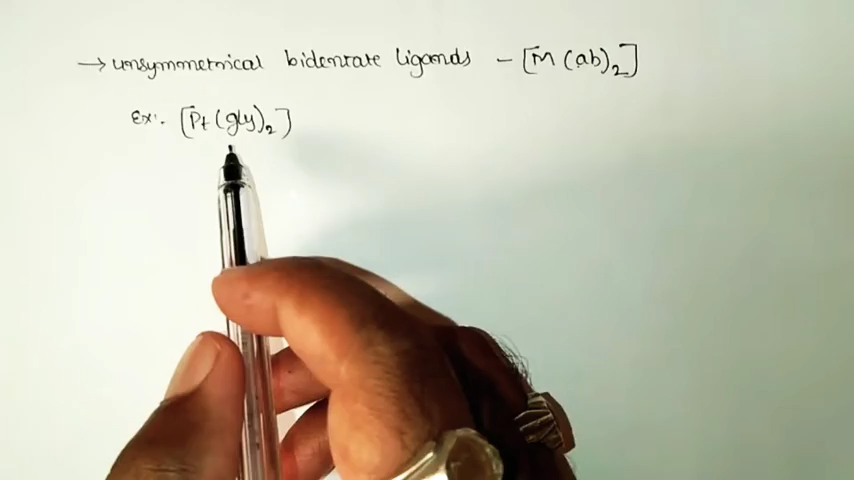 → unsymmetrical bidentate ligands - [M (ab)₂]
Ex:- [Pt (gly)₂]